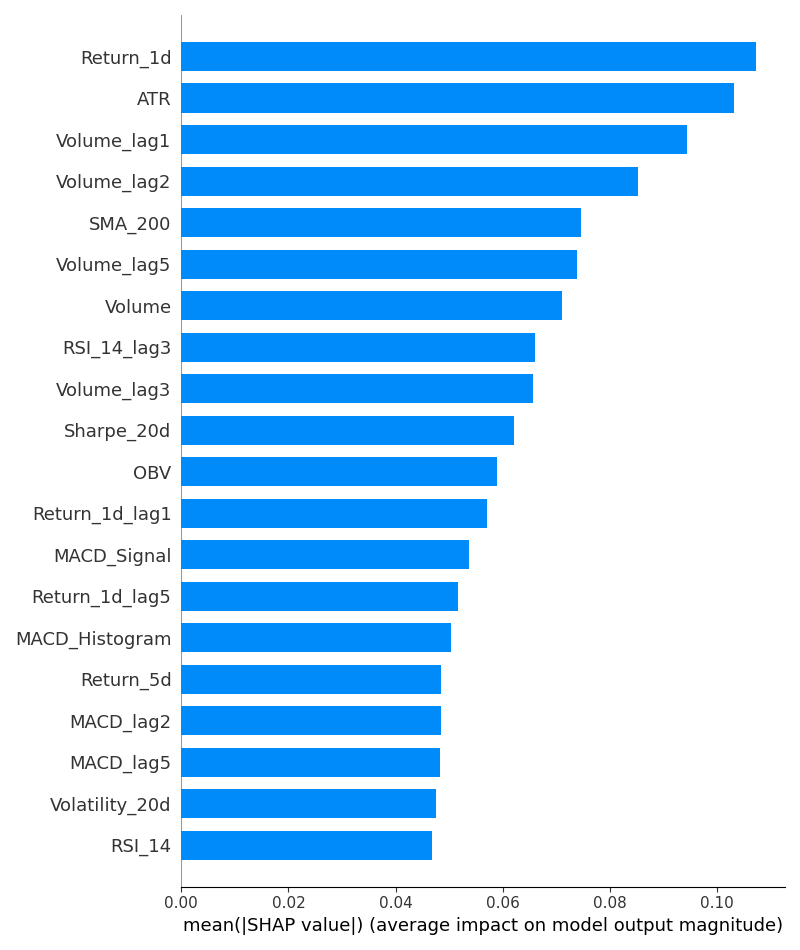 Return_1d
ATR
Volume_lag1
Volume_lag2
SMA_200
Volume_lag5
Volume
RSI_14_lag3
Volume_lag3
Sharpe_20d
OBV
Return_1d_lag1
MACD_Signal
Return_1d_lag5
MACD_Histogram
Return_5d
MACD_lag2
MACD_lag5
Volatility_20d
RSI_14
0.00 0.02 0.04 0.06 0.08 0.10
mean(|SHAP value|) (average impact on model output magnitude)